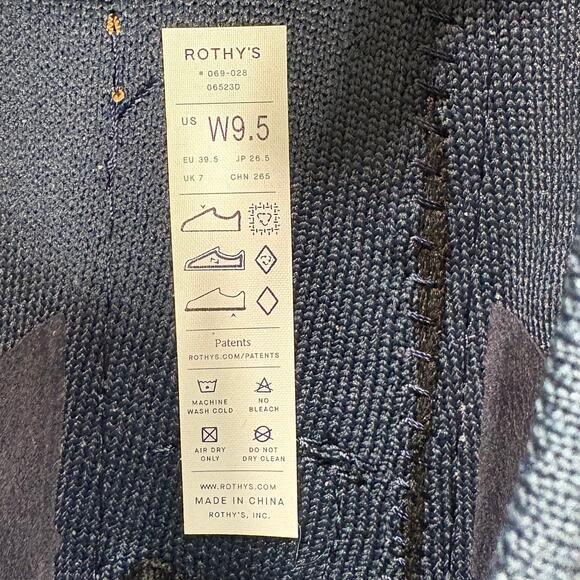 ROTHY'S
# 069-028
06523D
US W9.5
EU 39.5 JP 26.5
UK 7 CHN 265
Patents
ROTHYS.COM/PATENTS
MACHINE WASH COLD
NO BLEACH
AIR DRY ONLY
DO NOT DRY CLEAN
WWW.ROTHYS.COM
MADE IN CHINA
ROTHY'S, INC.